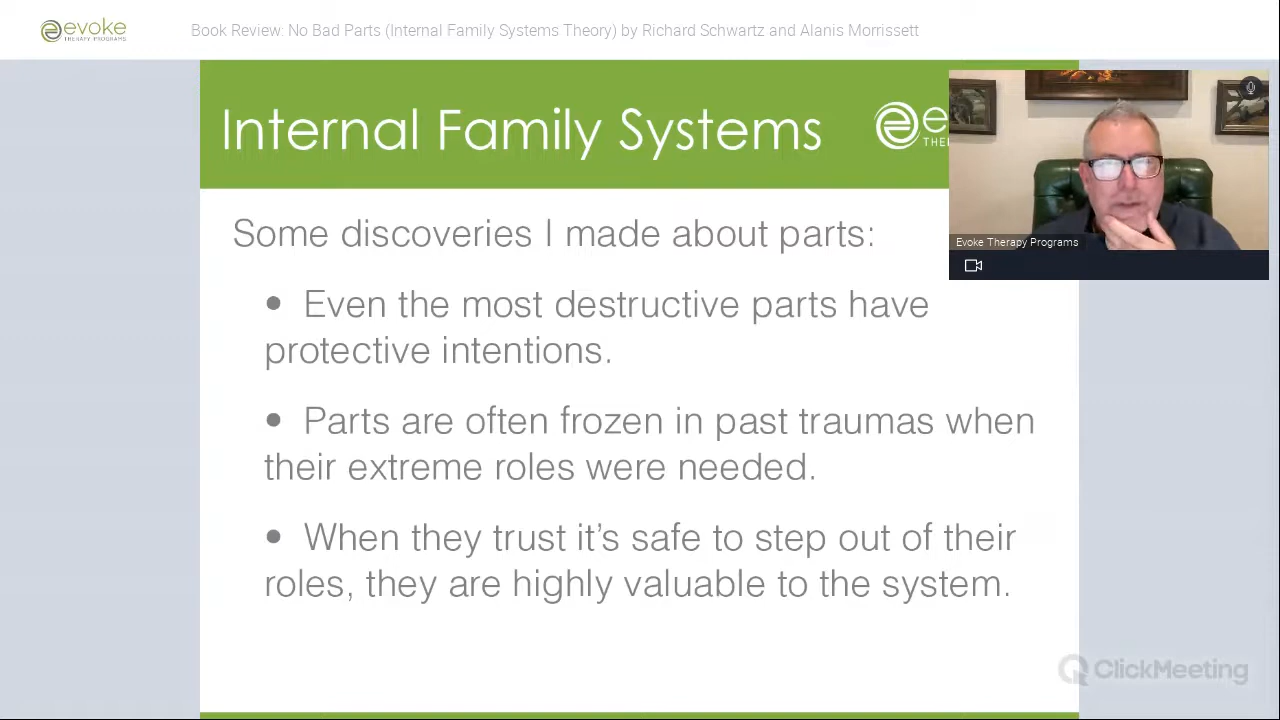 evoke
THERAPY PROGRAMS
Book Review: No Bad Parts (Internal Family Systems Theory) by Richard Schwartz and Alanis Morrissett
Internal Family Systems
e
THE
Evoke Therapy Programs
Some discoveries I made about parts:
• Even the most destructive parts have
protective intentions.
• Parts are often frozen in past traumas when
their extreme roles were needed.
• When they trust it’s safe to step out of their
roles, they are highly valuable to the system.
ClickMeeting